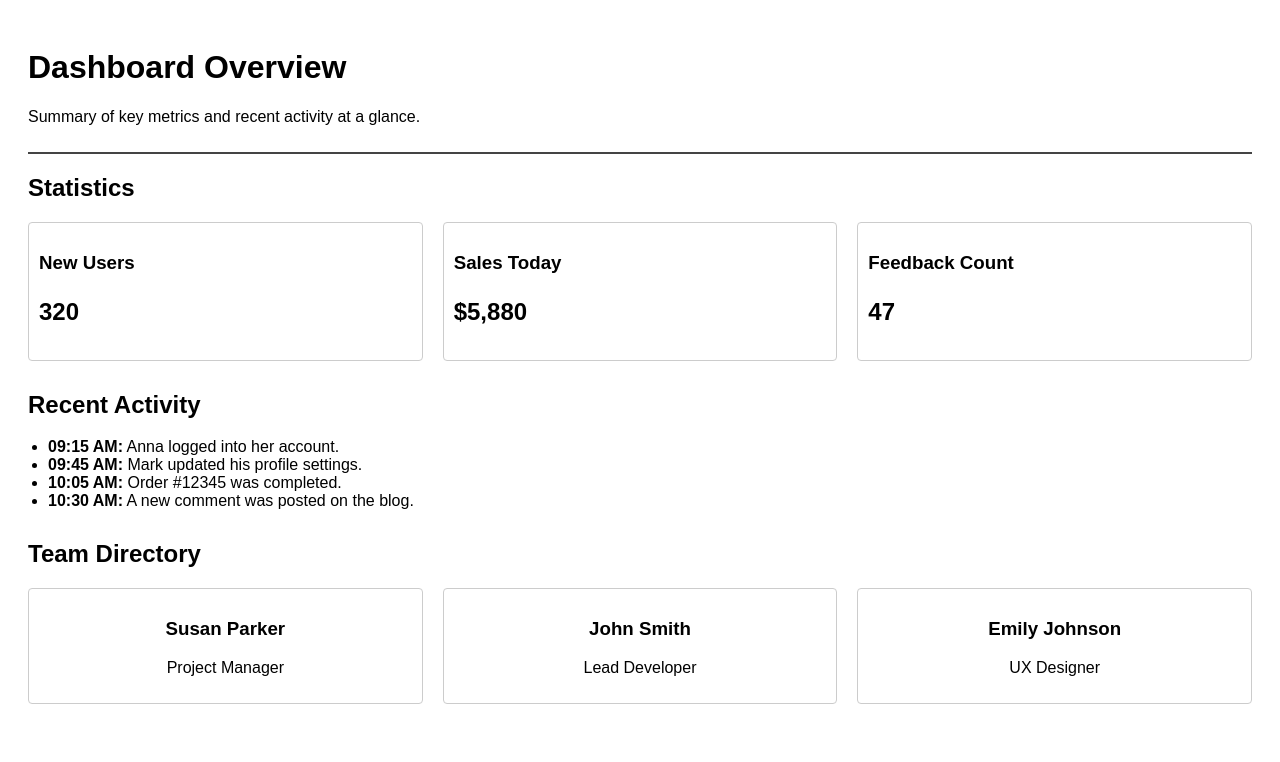 Dashboard Overview
Summary of key metrics and recent activity at a glance.
Statistics
New Users
320
Sales Today
$5,880
Feedback Count
47
Recent Activity
09:15 AM: Anna logged into her account.
09:45 AM: Mark updated his profile settings.
10:05 AM: Order #12345 was completed.
10:30 AM: A new comment was posted on the blog.
Team Directory
Susan Parker
Project Manager
John Smith
Lead Developer
Emily Johnson
UX Designer